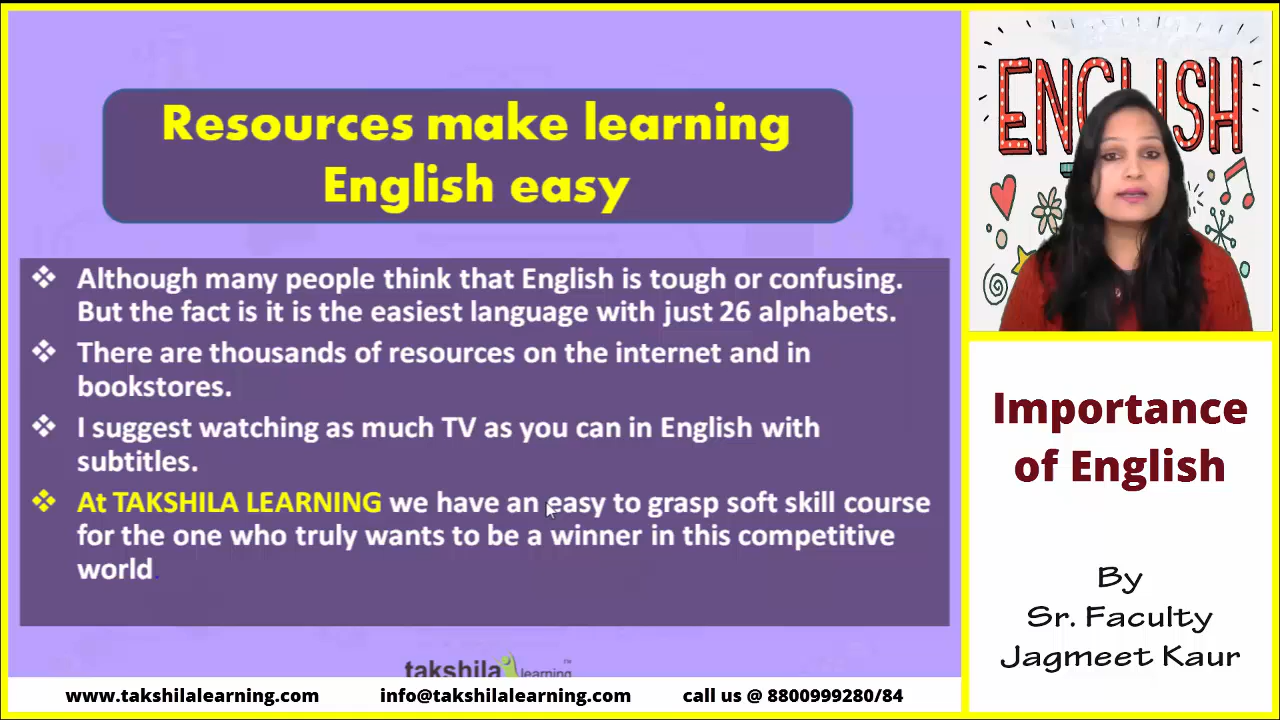 Resources make learning
English easy
❖ Although many people think that English is tough or confusing.
But the fact is it is the easiest language with just 26 alphabets.
❖ There are thousands of resources on the internet and in
bookstores.
❖ I suggest watching as much TV as you can in English with
subtitles.
❖ At TAKSHILA LEARNING we have an easy to grasp soft skill course
for the one who truly wants to be a winner in this competitive
world.
takshila learning™
www.takshilalearning.com info@takshilalearning.com call us @ 8800999280/84
ENGLISH
Importance
of English
By
Sr. Faculty
Jagmeet Kaur